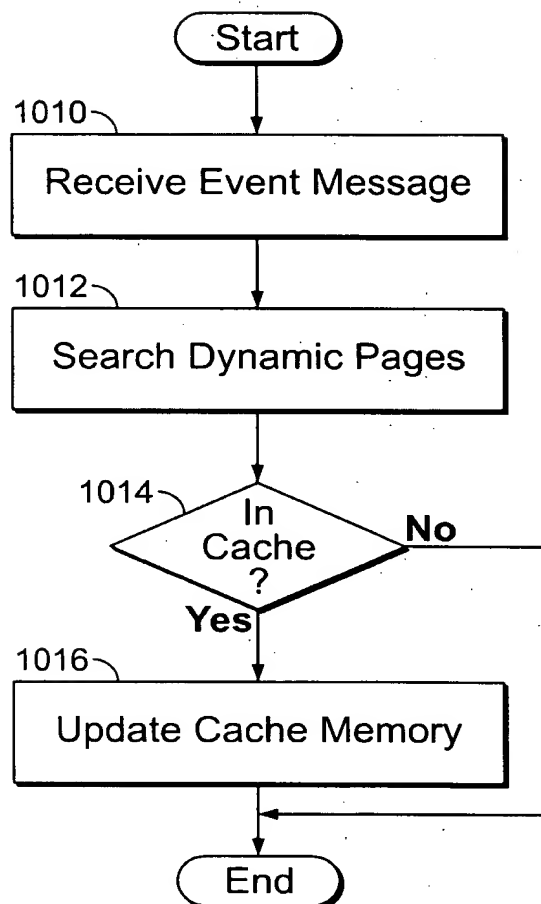 Start
1010
Receive Event Message
1012
Search Dynamic Pages
1014
In
Cache
?
No
Yes
1016
Update Cache Memory
End